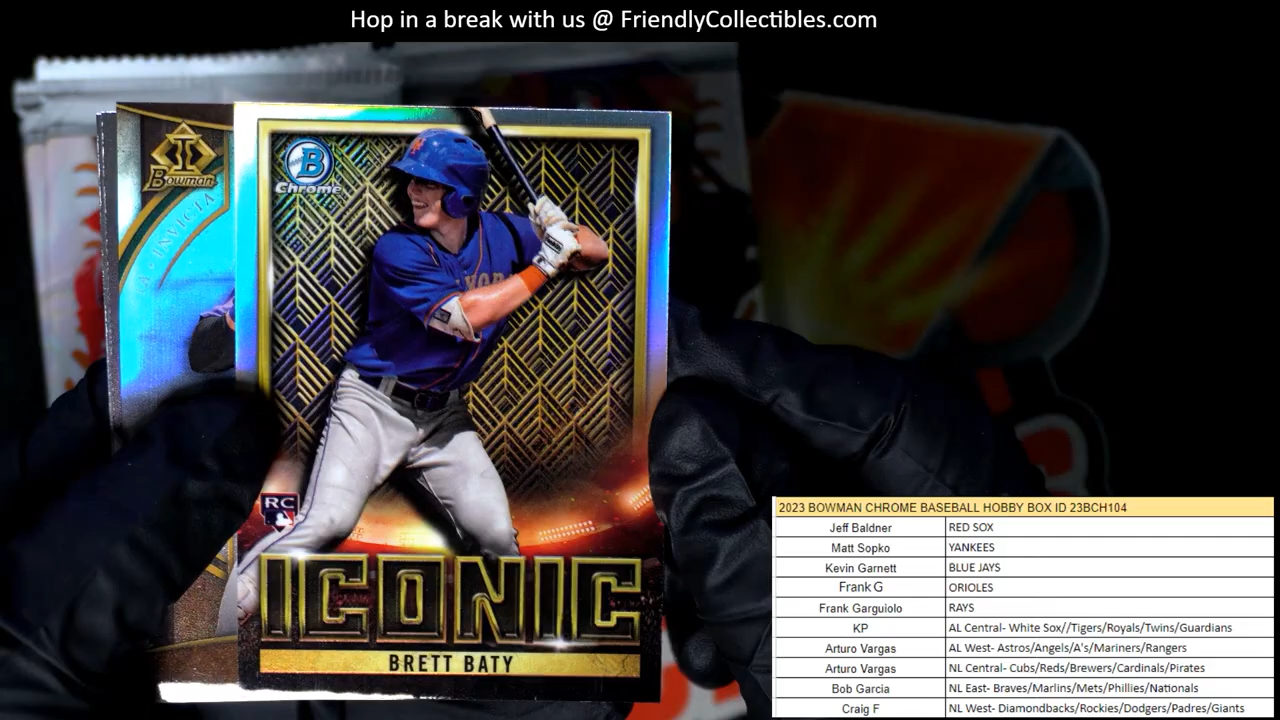 Hop in a break with us @ FriendlyCollectibles.com
I
Bowman
INVICTA
B
Chrome
YOR
RC
ICONIC
BRETT BATY
2023 BOWMAN CHROME BASEBALL HOBBY BOX ID 23BCH104
Jeff Baldner RED SOX
Matt Sopko YANKEES
Kevin Garnett BLUE JAYS
Frank G ORIOLES
Frank Garguiolo RAYS
KP AL Central- White Sox//Tigers/Royals/Twins/Guardians
Arturo Vargas AL West- Astros/Angels/A's/Mariners/Rangers
Arturo Vargas NL Central- Cubs/Reds/Brewers/Cardinals/Pirates
Bob Garcia NL East- Braves/Marlins/Mets/Phillies/Nationals
Craig F NL West- Diamondbacks/Rockies/Dodgers/Padres/Giants